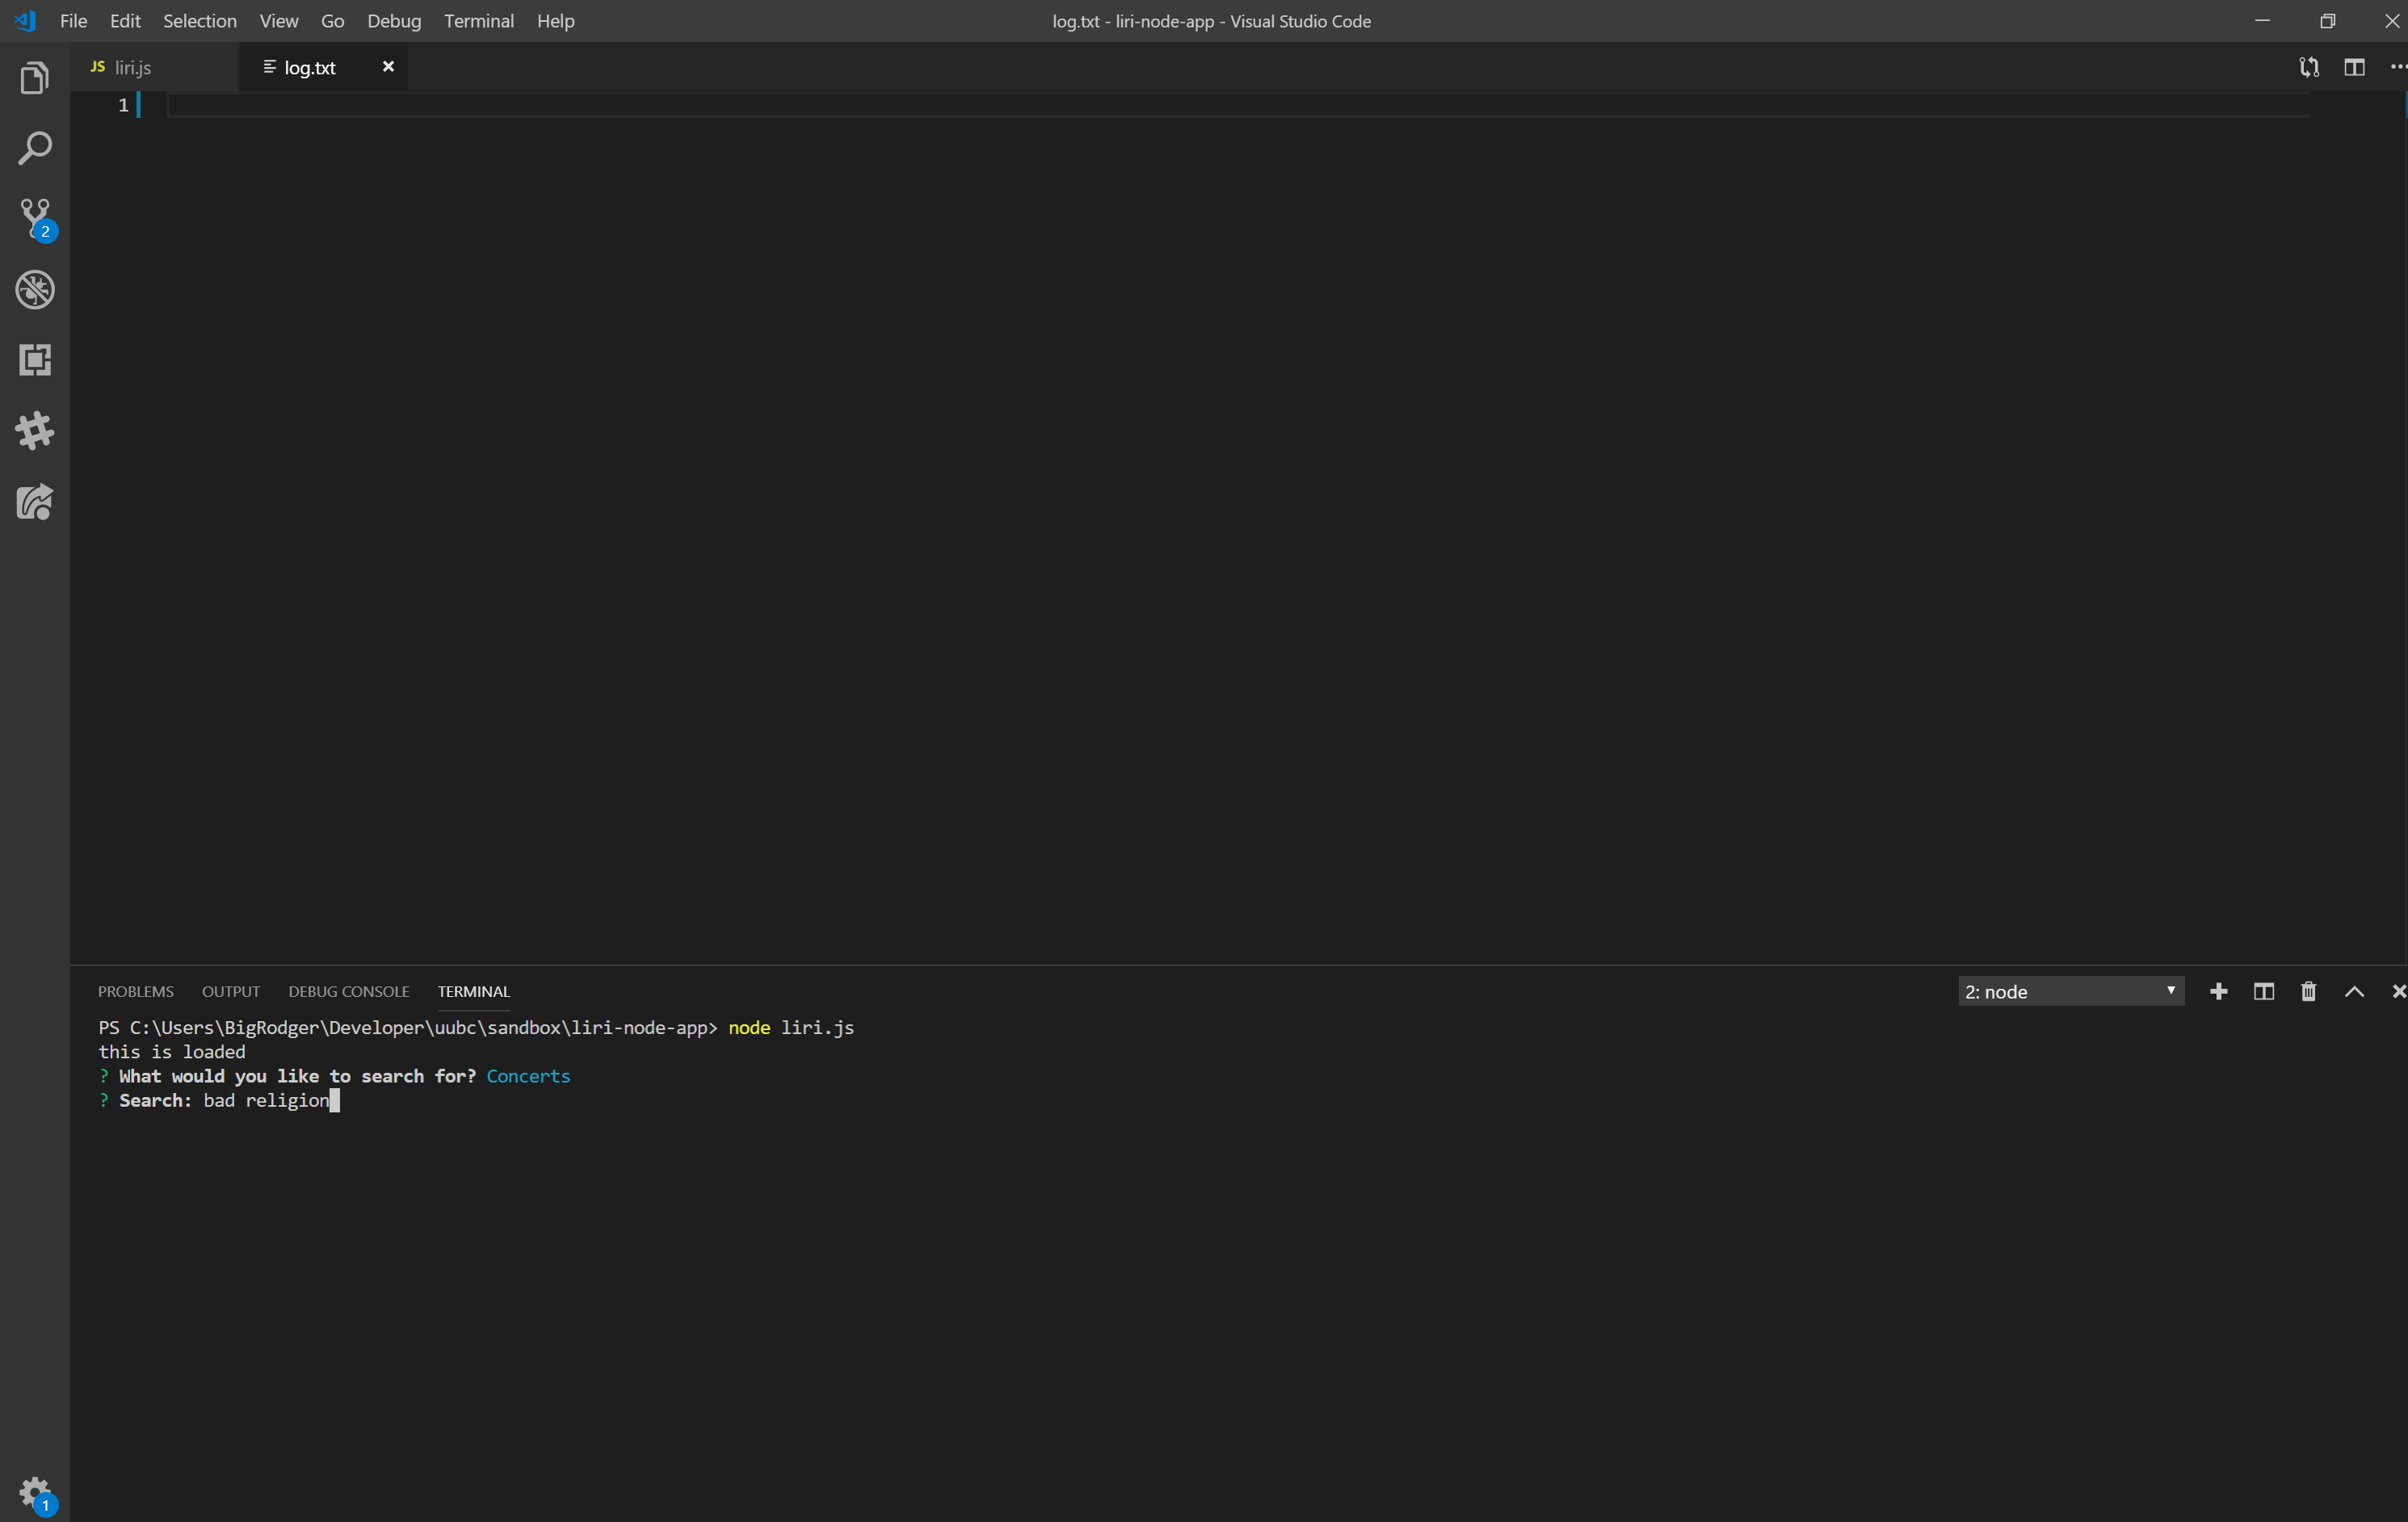 File Edit Selection View Go Debug Terminal Help log.txt - liri-node-app - Visual Studio Code
JS liri.js log.txt
1
2
PROBLEMS OUTPUT DEBUG CONSOLE TERMINAL 2: node
PS C:\Users\BigRodger\Developer\uubc\sandbox\liri-node-app> node liri.js
this is loaded
? What would you like to search for? Concerts
? Search: bad religion
1